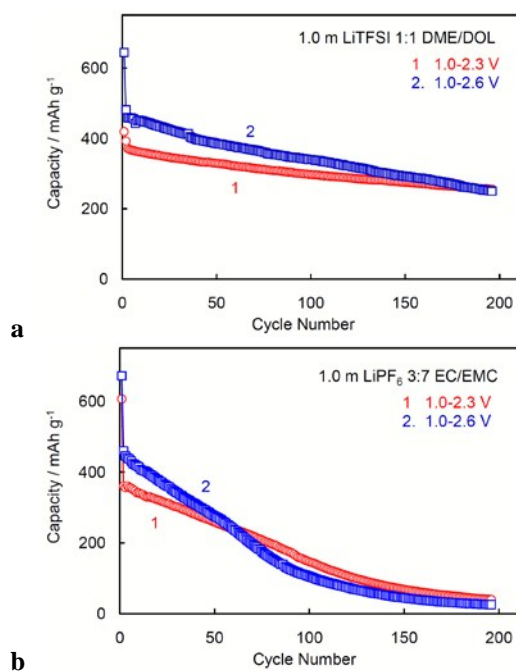 1.0 m LiTFSI 1:1 DME/DOL
1 1.0-2.3 V
2. 1.0-2.6 V
600
400
200
0
Capacity / mAh g⁻¹
2
1
0 50 100 150 200
Cycle Number
a
1.0 m LiPF₆ 3:7 EC/EMC
1 1.0-2.3 V
2. 1.0-2.6 V
600
400
200
0
Capacity / mAh g⁻¹
2
1
0 50 100 150 200
Cycle Number
b